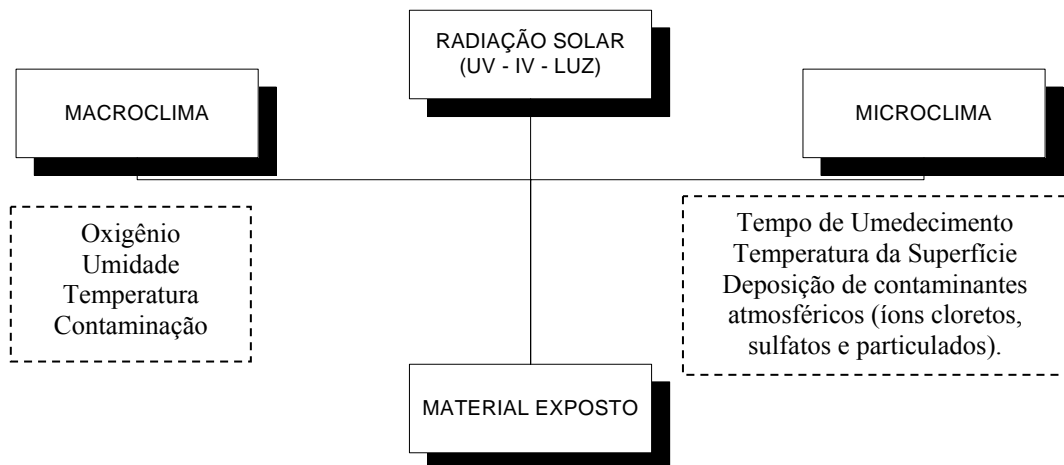 RADIAÇÃO SOLAR
(UV - IV - LUZ)
MACROCLIMA
MICROCLIMA
Oxigênio
Umidade
Temperatura
Contaminação
Tempo de Umedecimento
Temperatura da Superfície
Deposição de contaminantes
atmosféricos (íons cloretos,
sulfatos e particulados).
MATERIAL EXPOSTO